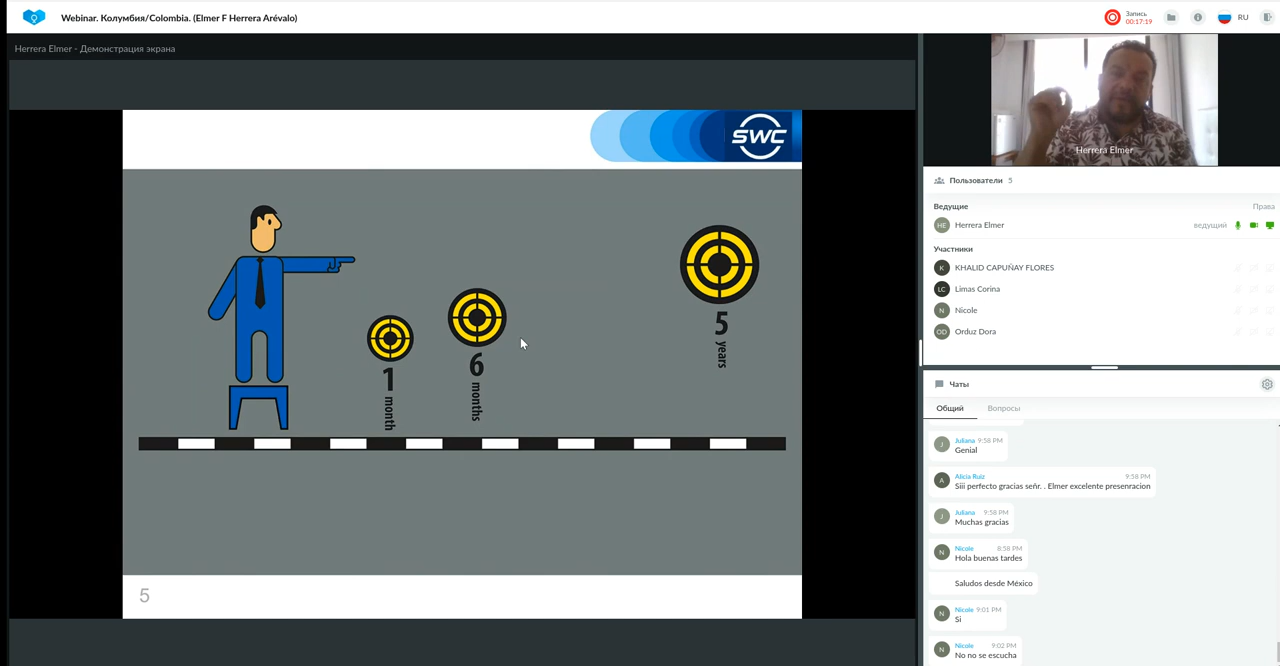 Webinar. Колумбия/Colombia. (Elmer F Herrera Arévalo)
Запись
00:17:19
RU
Herrera Elmer - Демонстрация экрана
SWC
1
month
6
months
5
years
5
Herrera Elmer
Пользователи 5
Ведущие Права
HE Herrera Elmer ведущий
Участники
K KHALID CAPUÑAY FLORES
LC Limas Corina
N Nicole
OD Orduz Dora
Чаты
Общий Вопросы
J Juliana 9:58 PM
Genial
A Alicia Ruiz 9:58 PM
Siii perfecto gracias señr. . Elmer excelente presenracion
J Juliana 9:58 PM
Muchas gracias
N Nicole 8:58 PM
Hola buenas tardes
Saludos desde México
N Nicole 9:01 PM
Si
N Nicole 9:02 PM
No no se escucha